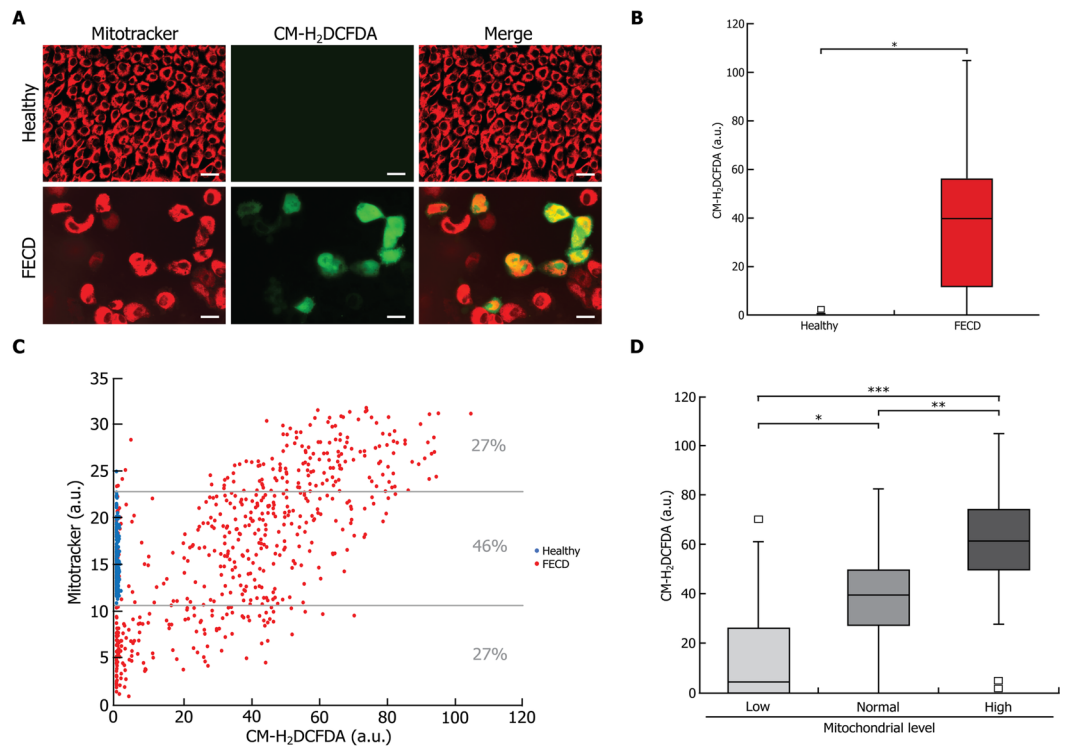 A
Mitotracker
CM-H₂DCFDA
Merge
Healthy
FECD
B
CM-H₂DCFDA (a.u.)
120
100
80
60
40
20
0
*
Healthy
FECD
C
Mitotracker (a.u.)
35
30
25
20
15
10
5
0
27%
46%
27%
Healthy
FECD
0
20
40
60
80
100
120
CM-H₂DCFDA (a.u.)
D
CM-H₂DCFDA (a.u.)
120
100
80
60
40
20
0
***
*
**
Low
Normal
High
Mitochondrial level